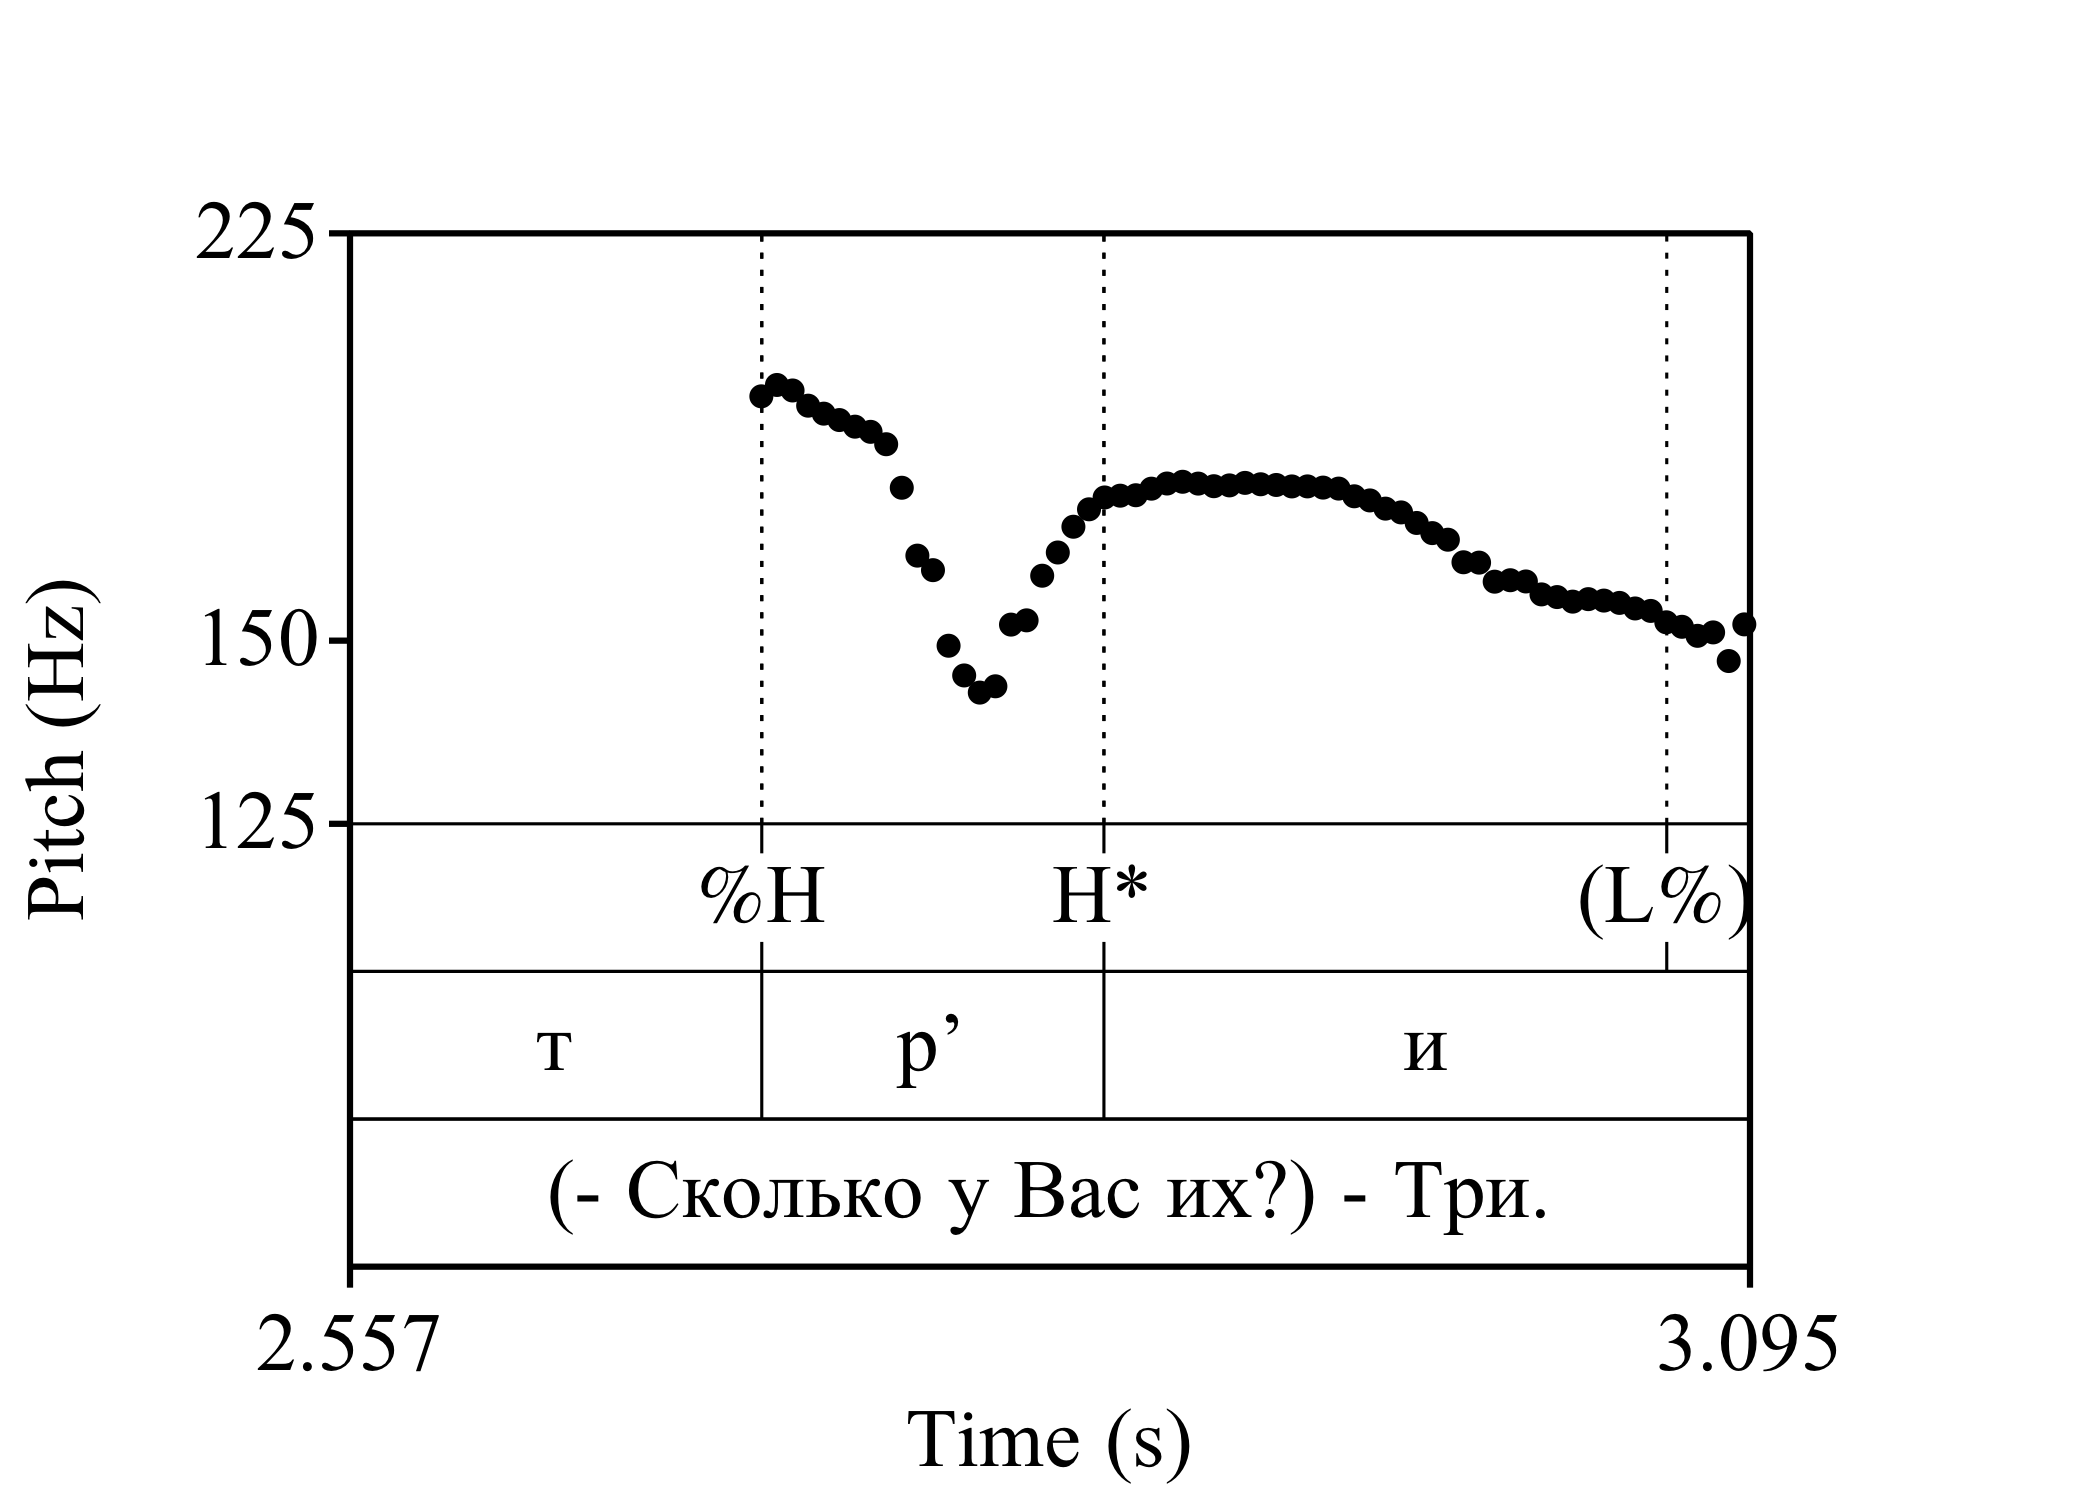 225
150
125
Pitch (Hz)
%H H* (L%)
т р’ и
(- Сколько у Вас их?) - Три.
2.557 3.095
Time (s)